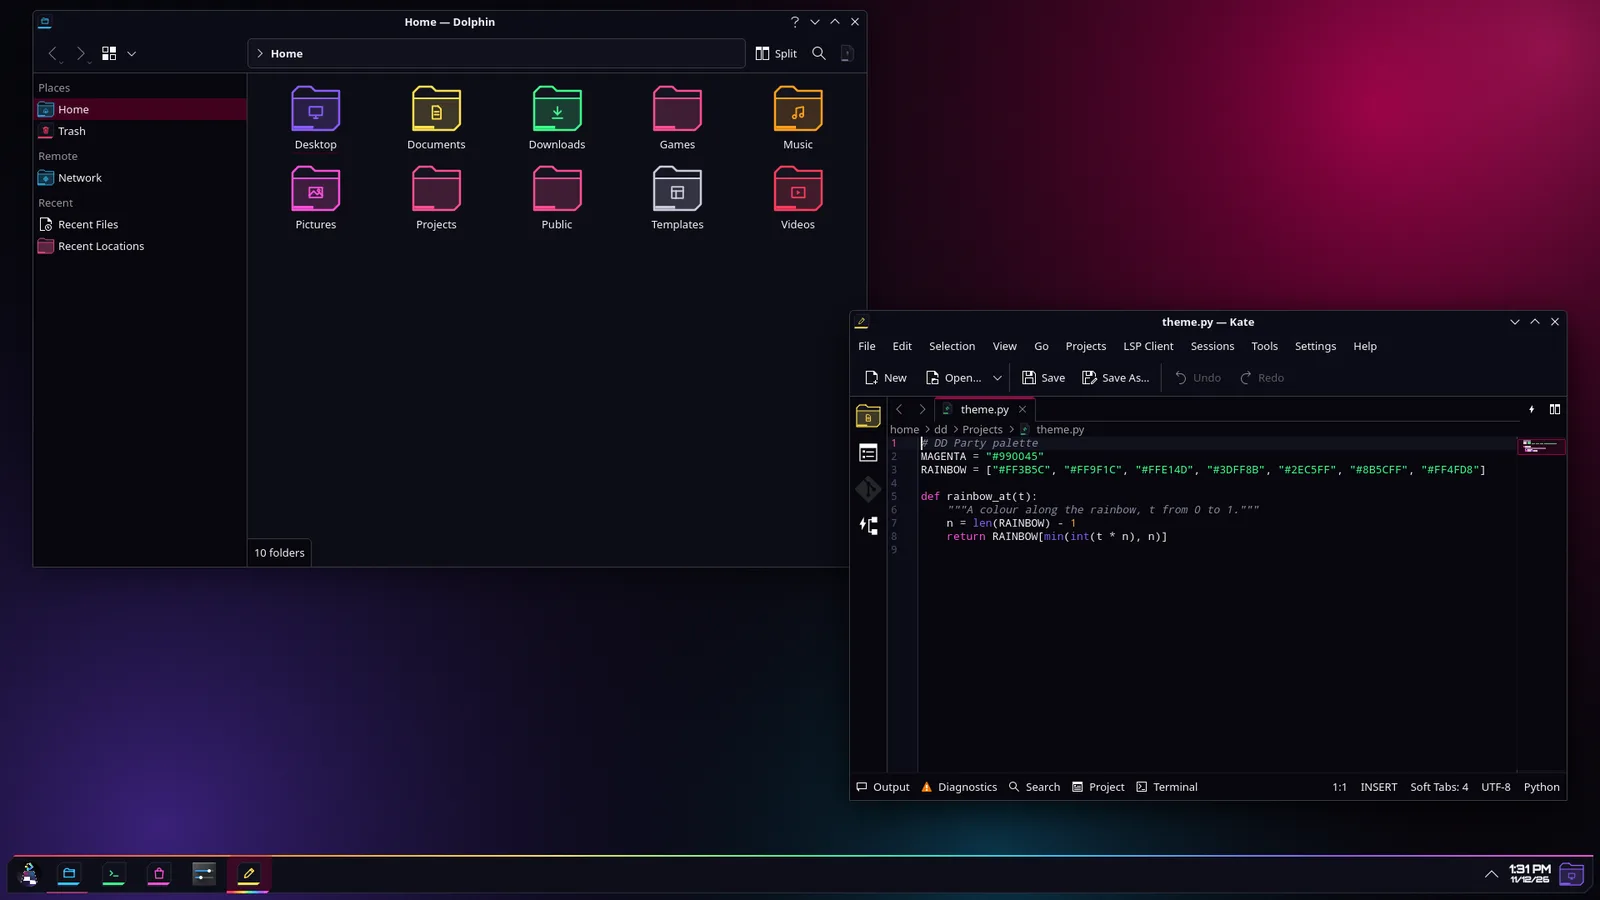 Home — Dolphin
Home
Split
Places
Home
Trash
Remote
Network
Recent
Recent Files
Recent Locations
Desktop
Documents
Downloads
Games
Music
Pictures
Projects
Public
Templates
Videos
10 folders
theme.py — Kate
File Edit Selection View Go Projects LSP Client Sessions Tools Settings Help
New Open... Save Save As... Undo Redo
theme.py
home > dd > Projects > theme.py
1 # DD Party palette
2 MAGENTA = "#990045"
3 RAINBOW = ["#FF3B5C", "#FF9F1C", "#FFE14D", "#3DFF8B", "#2EC5FF", "#8B5CFF", "#FF4FD8"]
4
5 def rainbow_at(t):
6     """A colour along the rainbow, t from 0 to 1."""
7     n = len(RAINBOW) - 1
8     return RAINBOW[min(int(t * n), n)]
9
Output Diagnostics Search Project Terminal 1:1 INSERT Soft Tabs: 4 UTF-8 Python
1:31 PM
11/12/25